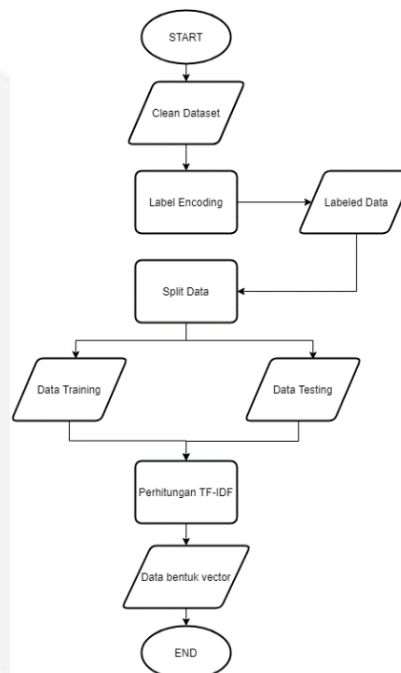 START
Clean Dataset
Label Encoding
Labeled Data
Split Data
Data Training
Data Testing
Perhitungan TF-IDF
Data bentuk vector
END